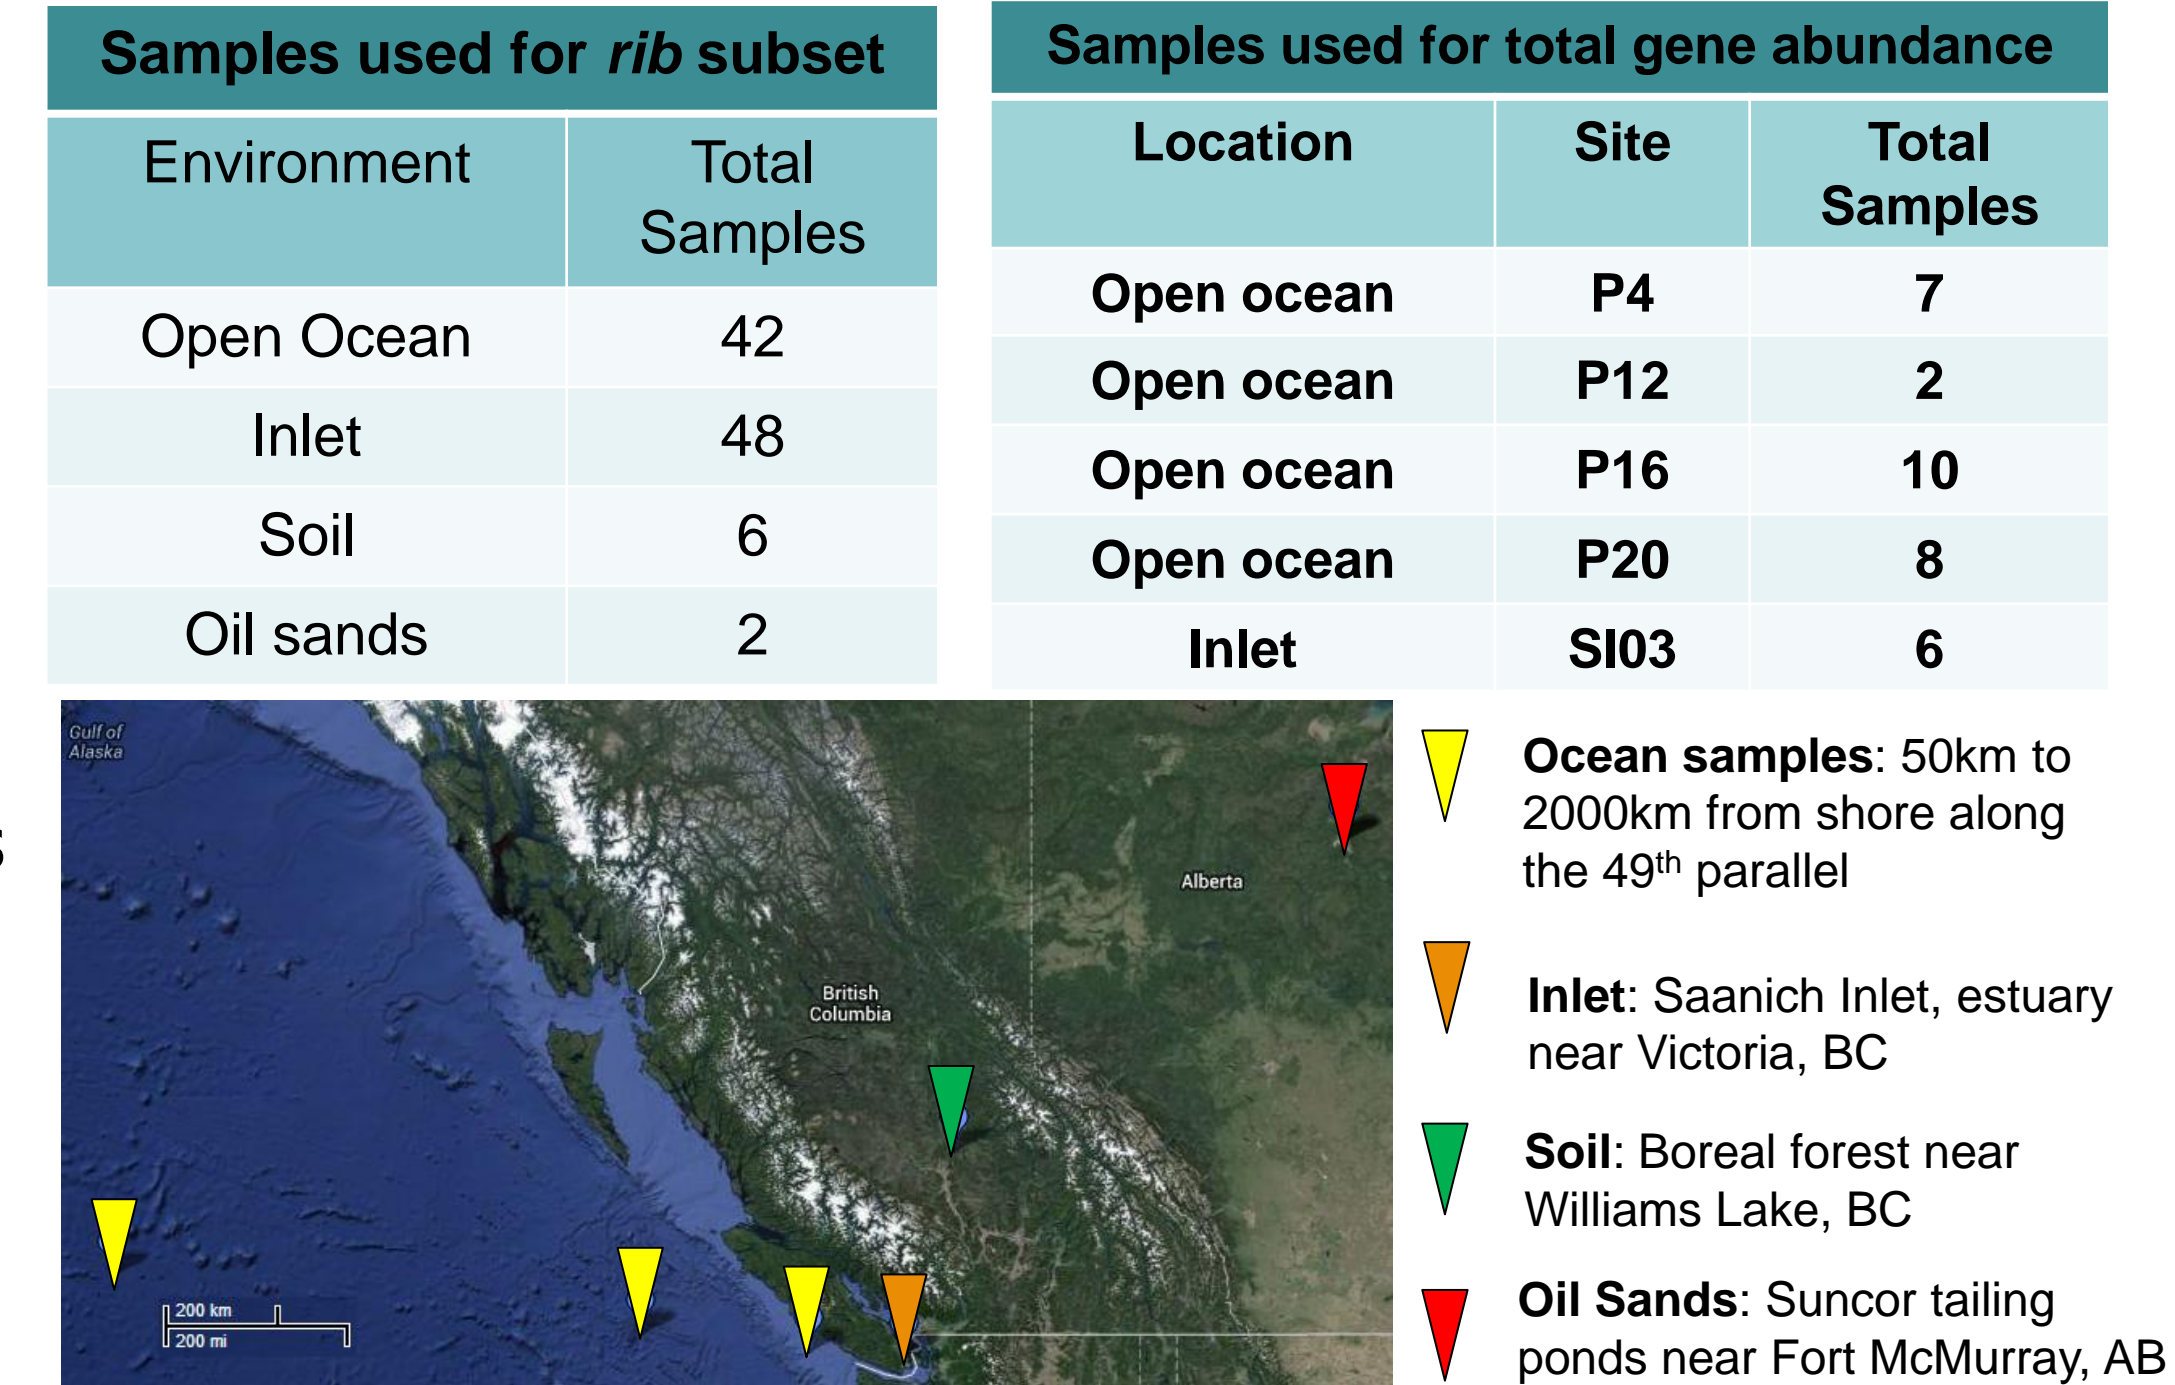 Samples used for rib subset
Environment Total Samples
Open Ocean 42
Inlet 48
Soil 6
Oil sands 2
Samples used for total gene abundance
Location Site Total Samples
Open ocean P4 7
Open ocean P12 2
Open ocean P16 10
Open ocean P20 8
Inlet SI03 6
s
Gulf of
Alaska
Alberta
British
Columbia
200 km
200 mi
Ocean samples: 50km to
2000km from shore along
the 49th parallel
Inlet: Saanich Inlet, estuary
near Victoria, BC
Soil: Boreal forest near
Williams Lake, BC
Oil Sands: Suncor tailing
ponds near Fort McMurray, AB